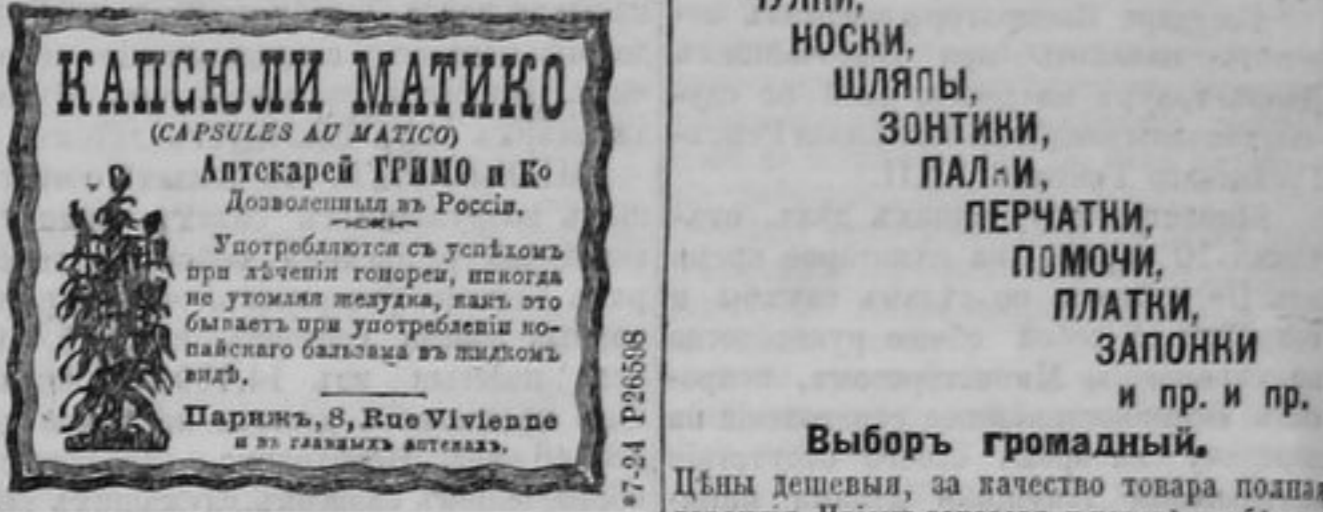 КАПСЮЛИ МАТИКО
(CAPSULES AU MATICO)
Аптекарей ГРИМО и Ко
Дозволенныя въ Россіи.
Употребляются съ успѣхомъ
при лѣченіи гонореи, никогда
не утомляя желудка, какъ это
бываетъ при употребленіи ко-
пайскаго бальзама въ жидкомъ
видѣ.
Парижъ, 8, Rue Vivienne
и въ главныхъ аптекахъ.
*7-24 P26598
НОСКИ,
ШЛЯПЫ,
ЗОНТИКИ,
ПАЛКИ,
ПЕРЧАТКИ,
ПОМОЧИ,
ПЛАТКИ,
ЗАПОНКИ
и пр. и пр.
Выборъ громадный.
Цѣны дешевыя, за качество товара